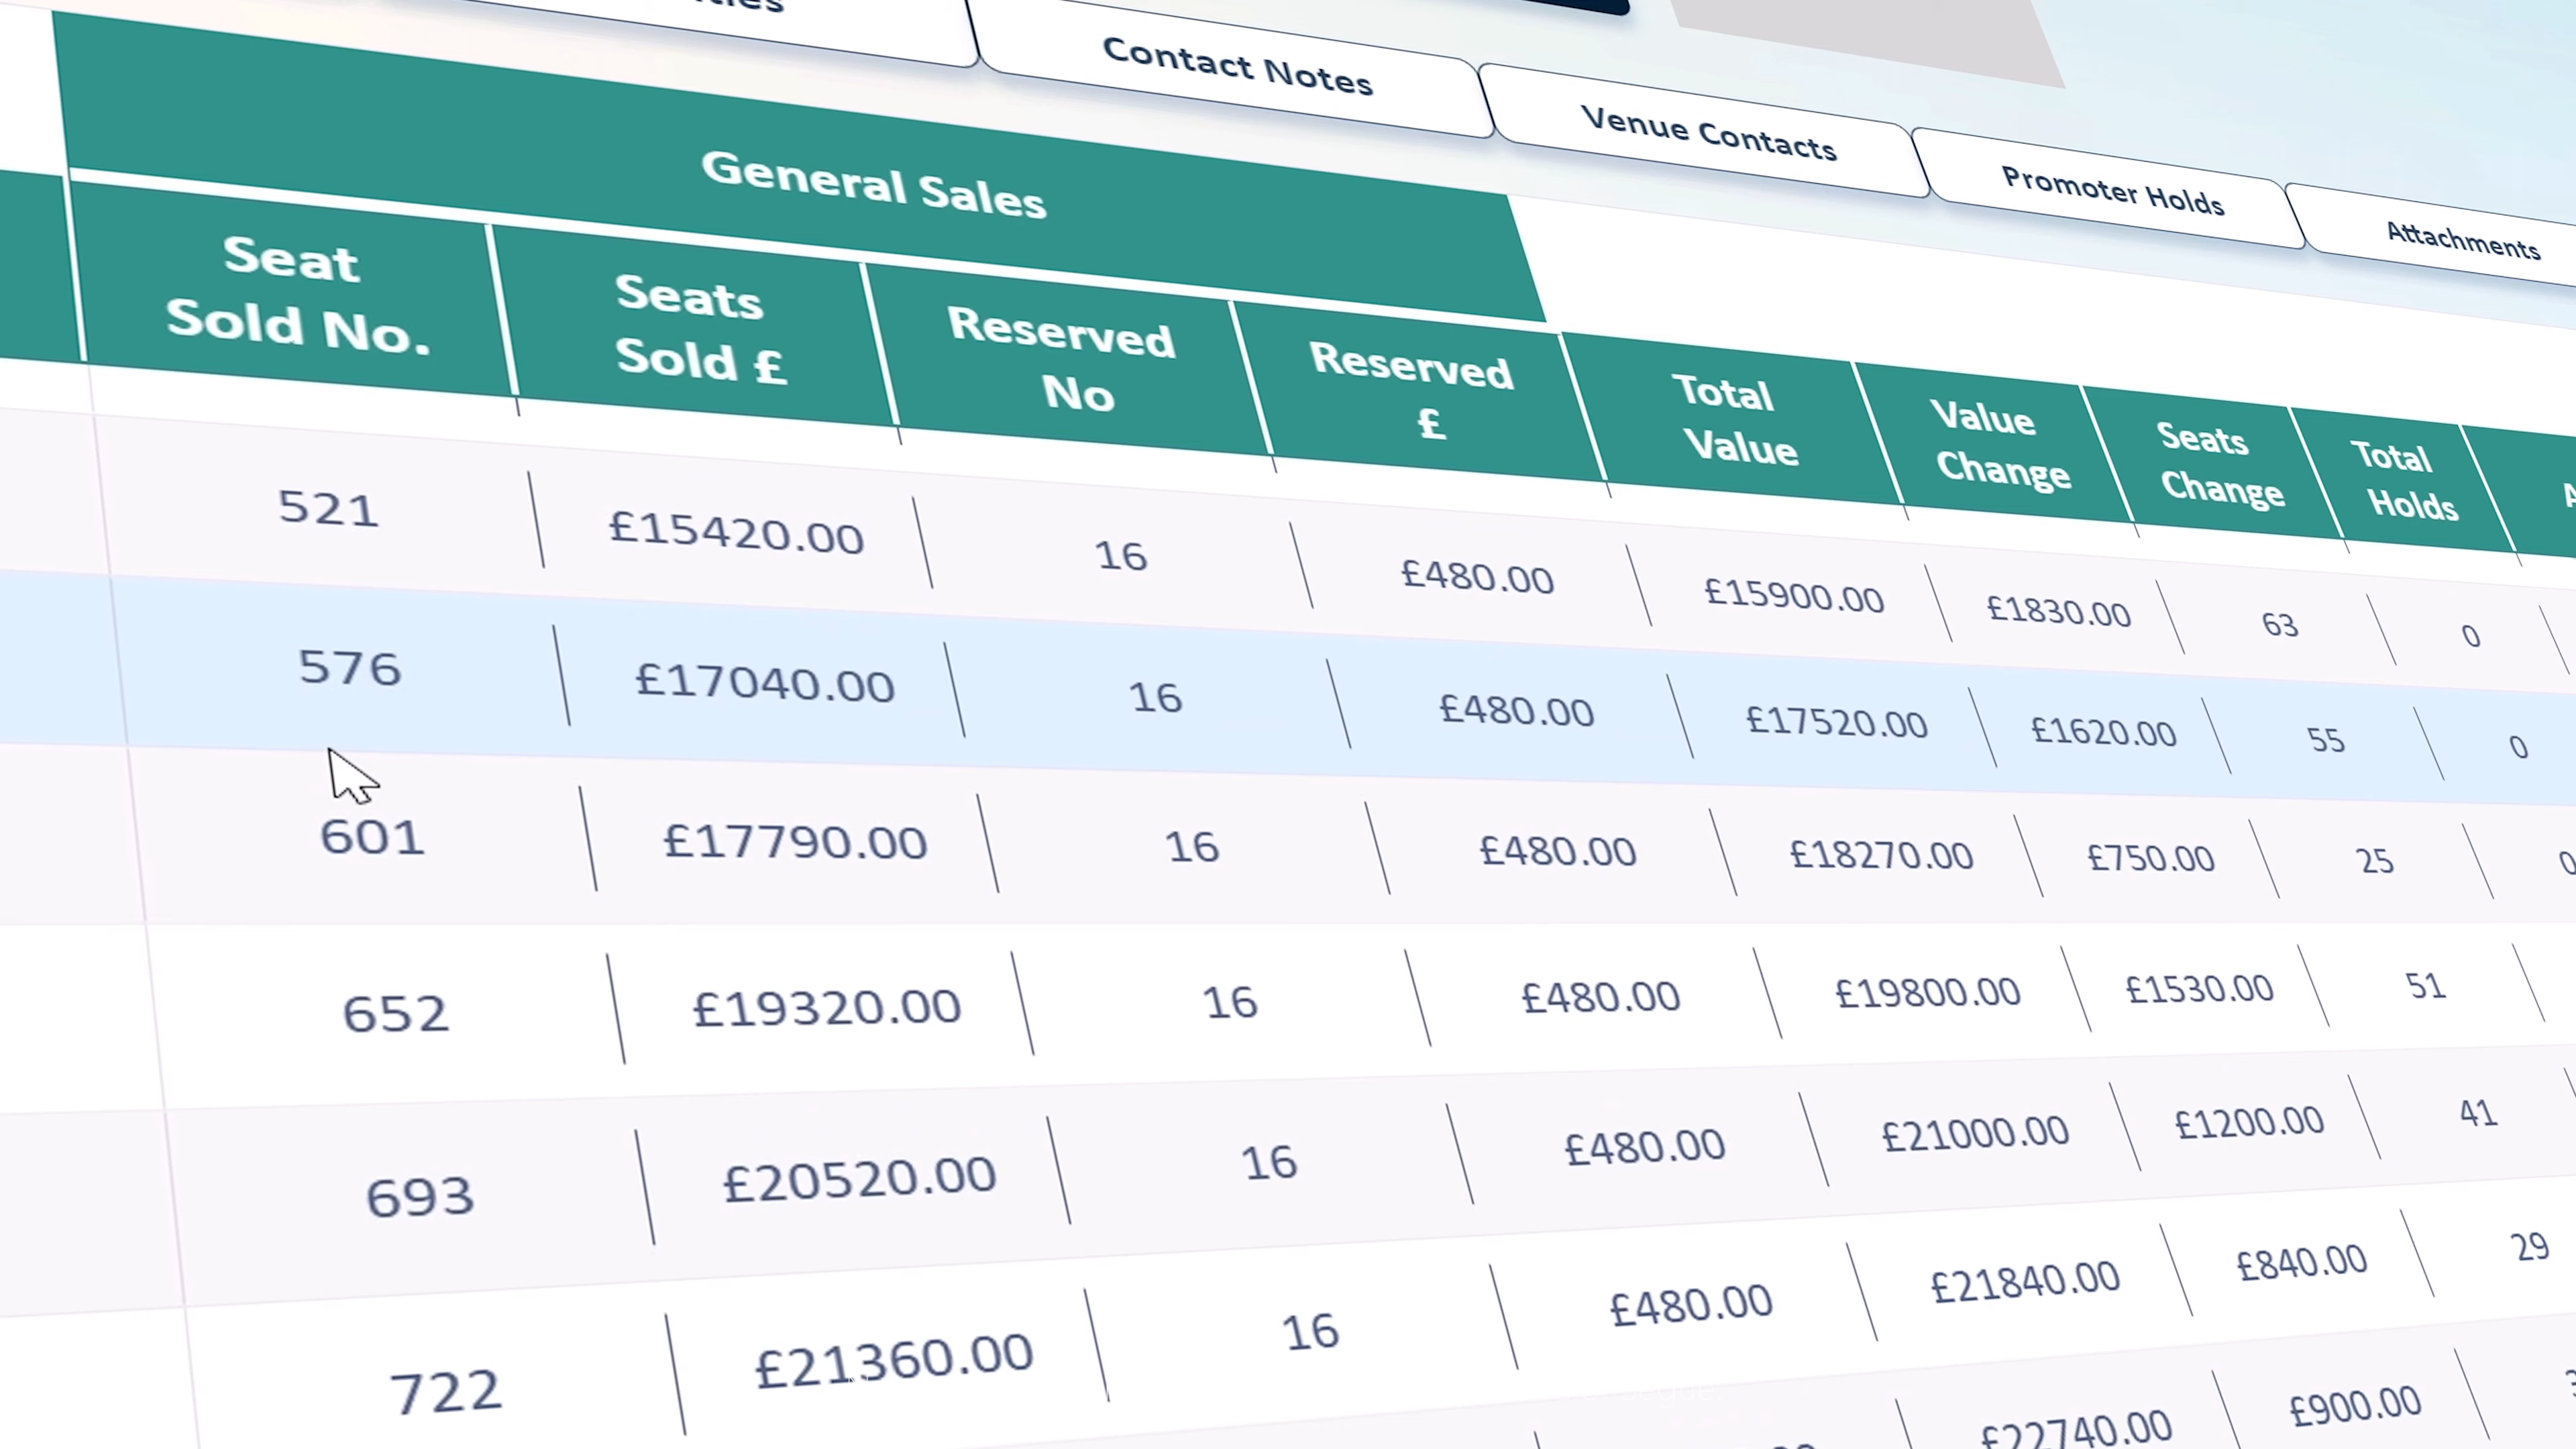 Contact Notes
Venue Contacts
Promoter Holds
Attachments
General Sales
Seat
Sold No.
Seats
Sold £
Reserved
No
Reserved
£
Total
Value
Value
Change
Seats
Change
Total
Holds
521 £15420.00 16 £480.00 £15900.00 £1830.00 63 0
576 £17040.00 16 £480.00 £17520.00 £1620.00 55 0
601 £17790.00 16 £480.00 £18270.00 £750.00 25 0
652 £19320.00 16 £480.00 £19800.00 £1530.00 51
693 £20520.00 16 £480.00 £21000.00 £1200.00 41
722 £21360.00 16 £480.00 £21840.00 £840.00 29
£22740.00 £900.00